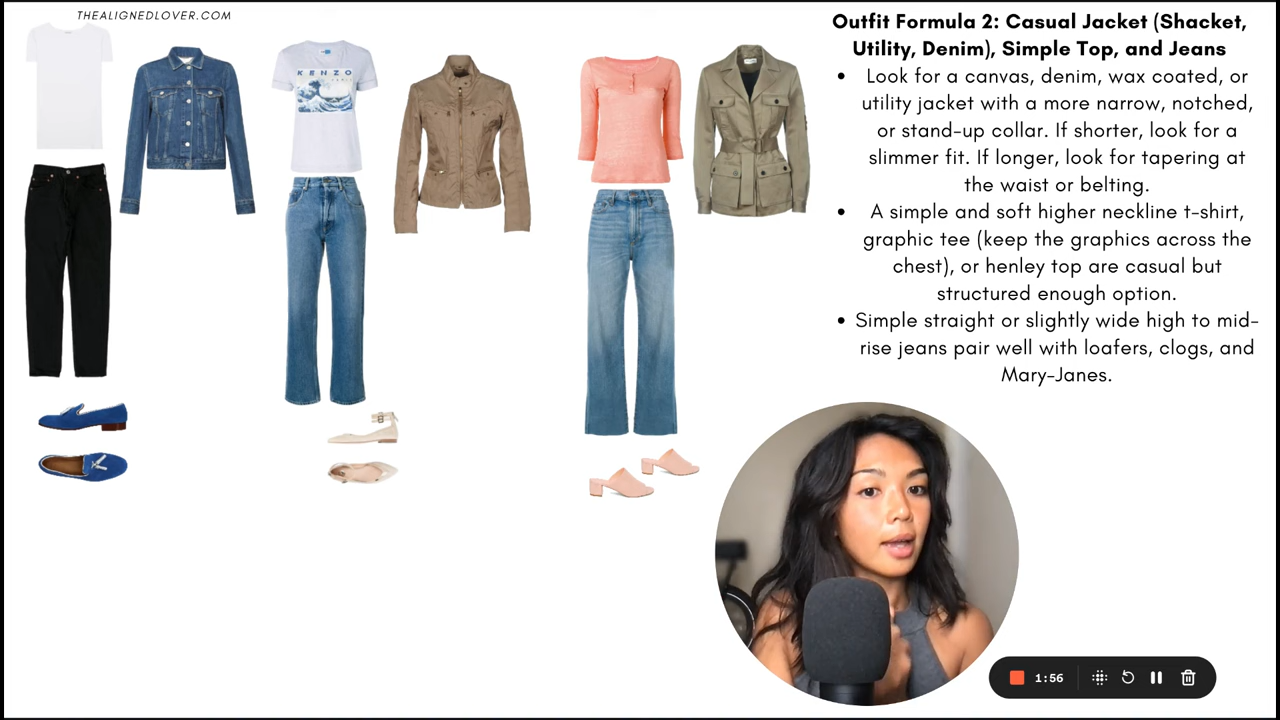 THEALIGNEDLOVER.COM
Outfit Formula 2: Casual Jacket (Shacket,
Utility, Denim), Simple Top, and Jeans
• Look for a canvas, denim, wax coated, or
utility jacket with a more narrow, notched,
or stand-up collar. If shorter, look for a
slimmer fit. If longer, look for tapering at
the waist or belting.
• A simple and soft higher neckline t-shirt,
graphic tee (keep the graphics across the
chest), or henley top are casual but
structured enough option.
• Simple straight or slightly wide high to mid-
rise jeans pair well with loafers, clogs, and
Mary-Janes.
KENZO
1:56